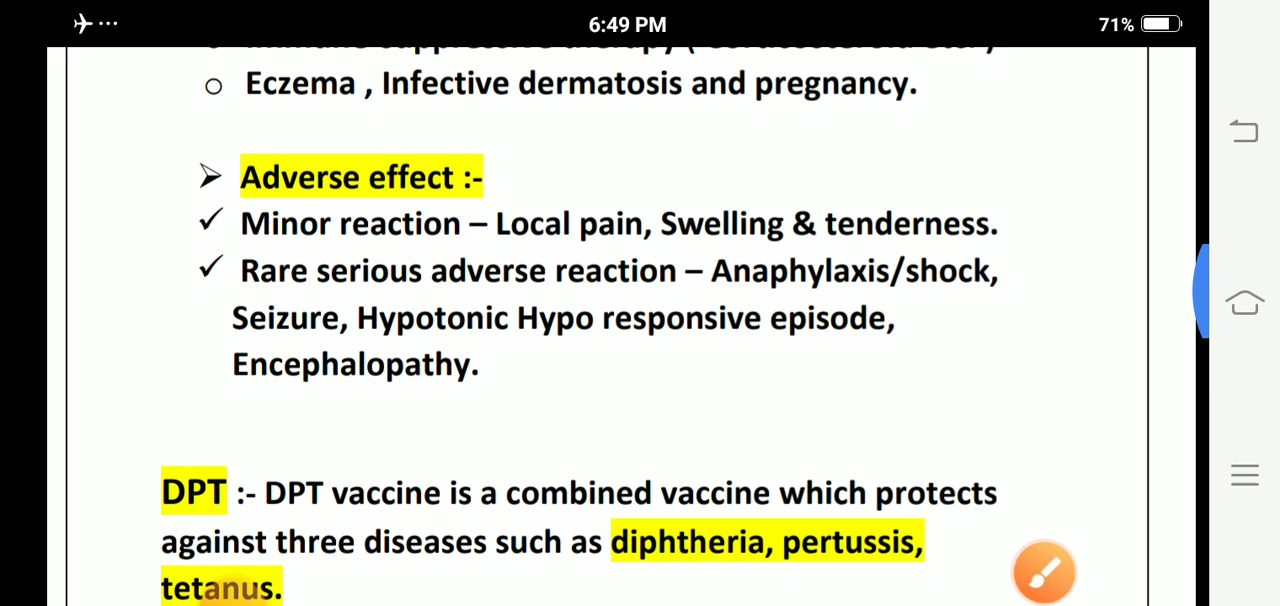 6:49 PM
71%
Eczema , Infective dermatosis and pregnancy.
Adverse effect :-
Minor reaction – Local pain, Swelling & tenderness.
Rare serious adverse reaction – Anaphylaxis/shock,
Seizure, Hypotonic Hypo responsive episode,
Encephalopathy.
DPT :- DPT vaccine is a combined vaccine which protects
against three diseases such as diphtheria, pertussis,
tetanus.